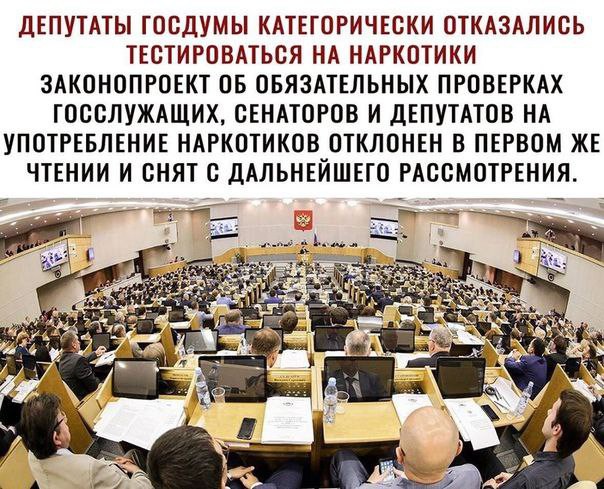 ДЕПУТАТЫ ГОСДУМЫ КАТЕГОРИЧЕСКИ ОТКАЗАЛИСЬ
ТЕСТИРОВАТЬСЯ НА НАРКОТИКИ
ЗАКОНОПРОЕКТ ОБ ОБЯЗАТЕЛЬНЫХ ПРОВЕРКАХ
ГОССЛУЖАЩИХ, СЕНАТОРОВ И ДЕПУТАТОВ НА
УПОТРЕБЛЕНИЕ НАРКОТИКОВ ОТКЛОНЕН В ПЕРВОМ ЖЕ
ЧТЕНИИ И СНЯТ С ДАЛЬНЕЙШЕГО РАССМОТРЕНИЯ.